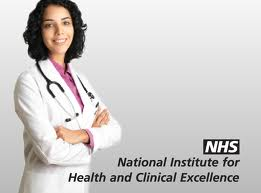 NHS
National Institute for
Health and Clinical Excellence